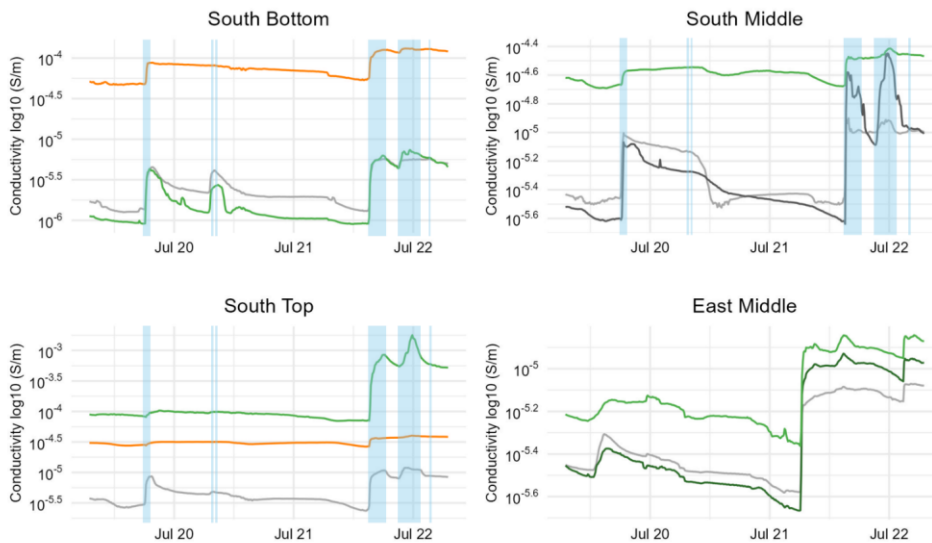 South Bottom
Conductivity log10 (S/m)
10^-4
10^-4.5
10^-5
10^-5.5
10^-6
Jul 20
Jul 21
Jul 22
South Middle
Conductivity log10 (S/m)
10^-4.4
10^-4.6
10^-4.8
10^-5
10^-5.2
10^-5.4
10^-5.6
Jul 20
Jul 21
Jul 22
South Top
Conductivity log10 (S/m)
10^-3
10^-3.5
10^-4
10^-4.5
10^-5
10^-5.5
Jul 20
Jul 21
Jul 22
East Middle
Conductivity log10 (S/m)
10^-5
10^-5.2
10^-5.4
10^-5.6
Jul 20
Jul 21
Jul 22